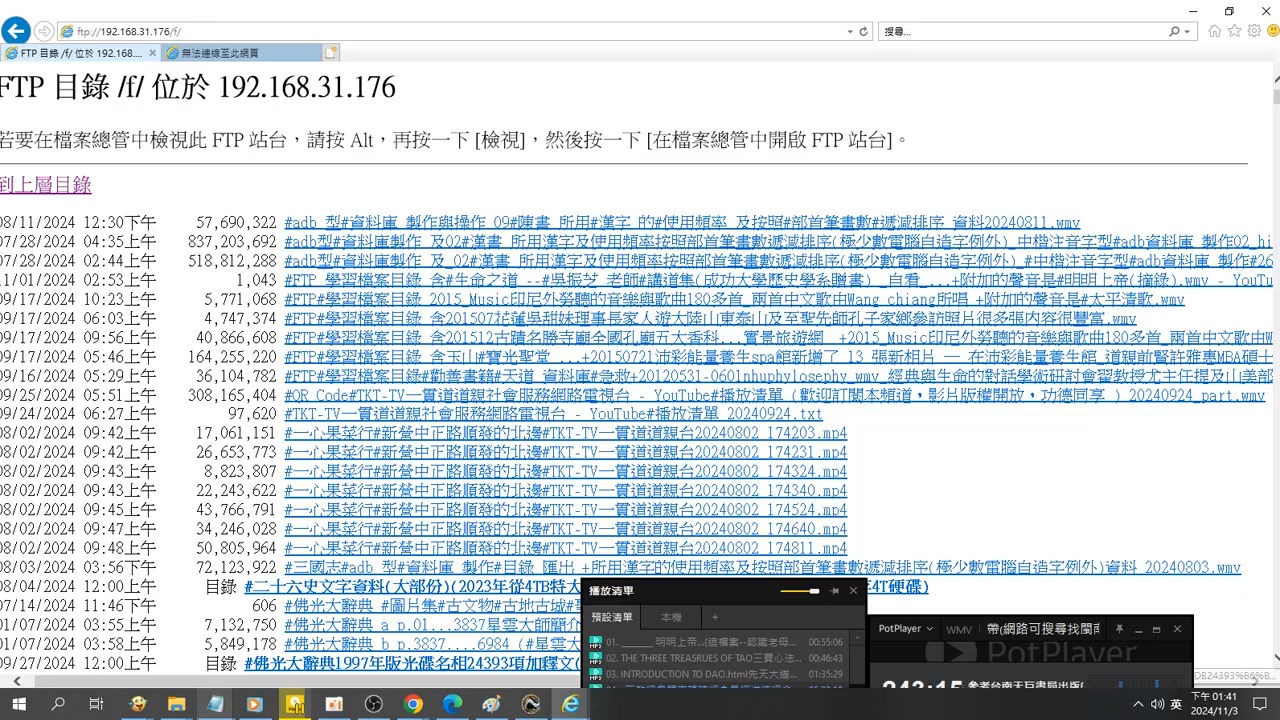 ftp://192.168.31.176/f/
搜尋...
FTP 目錄 /f/ 位於 192.168....
無法連線至此網頁
FTP 目錄 /f/ 位於 192.168.31.176
若要在檔案總管中檢視此 FTP 站台，請按 Alt，再按一下 [檢視]，然後按一下 [在檔案總管中開啟 FTP 站台]。
到上層目錄
08/11/2024 12:30下午 57,690,322 #adb_型#資料庫_製作與操作_09#陳書_所用#漢字_的#使用頻率_及按照#部首筆畫數#遞減排序_資料20240811.wmv
07/28/2024 04:35上午 887,203,692 #adb型#資料庫製作_及02#漢書_所用漢字及使用頻率按照部首筆畫數遞減排序(極少數電腦自造字例外)_中楷注音字型#adb資料庫_製作02_hi
07/28/2024 02:44上午 518,812,288 #adb型#資料庫製作_及_02#漢書_所用漢字及使用頻率按照部首筆畫數遞減排序(極少數電腦自造字例外)_#中楷注音字型#adb資料庫_製作#26
11/01/2024 02:53上午 1,043 #FTP_學習檔案目錄_含#生命之道_--#吳振芝_老師#講道集(成功大學歷史學系贈書)_自看_...+附加的聲音是#明明上帝(摘錄).wmv - YouTu
09/17/2024 10:23上午 5,771,068 #FTP_學習檔案目錄_2015_Music印尼外勞聽的音樂與歌曲180多首_兩首中文歌由Wang_chiang所唱_+附加的聲音是#太平清歌.wmv
09/17/2024 06:03上午 4,747,374 #FTP_學習檔案目錄_含201507花蓮吳甜妹理事長家人遊大陸山東泰山及至聖先師孔子家鄉參訪照片很多張內容很豐富.wmv
09/17/2024 09:56上午 40,866,608 #FTP_學習檔案目錄_含201512古蹟名勝寺廟全國孔廟五大香科...實景旅遊網__+2015_Music印尼外勞聽的音樂與歌曲180多首_兩首中文歌由W
09/17/2024 05:46上午 164,255,220 #FTP_學習檔案目錄_含玉山#寶光聖堂_...+20150721沛彩能量養生spa館新增了 13 張新相片 — 在沛彩能量養生館_道親前賢許雅惠MBA碩士
09/16/2024 05:29上午 36,104,782 #FTP#學習檔案目錄#勸善書籍#天道_資料庫#急救+20120531-0601nhuphylosephy_wmv_經典與生命的對話學術研討會習教授尤主任提及山美部
09/25/2024 05:51上午 308,165,404 #QR_Code#TKT-TV一貫道道親社會服務網路電視台 - YouTube#播放清單（歡迎訂閱本頻道，影片版權開放，功德同享 ）20240924_part.wmv
09/24/2024 06:27上午 97,620 #TKT-TV一貫道道親社會服務網路電視台 - YouTube#播放清單_20240924.txt
08/02/2024 09:42上午 17,061,151 #一心果菜行#新營中正路順發的北邊#TKT-TV一貫道道親台20240802_174203.mp4
08/02/2024 09:42上午 26,693,773 #一心果菜行#新營中正路順發的北邊#TKT-TV一貫道道親台20240802_174231.mp4
08/02/2024 09:43上午 8,823,807 #一心果菜行#新營中正路順發的北邊#TKT-TV一貫道道親台20240802_174324.mp4
08/02/2024 09:43上午 22,243,622 #一心果菜行#新營中正路順發的北邊#TKT-TV一貫道道親台20240802_174340.mp4
08/02/2024 09:45上午 43,766,791 #一心果菜行#新營中正路順發的北邊#TKT-TV一貫道道親台20240802_174524.mp4
08/02/2024 09:47上午 34,246,028 #一心果菜行#新營中正路順發的北邊#TKT-TV一貫道道親台20240802_174640.mp4
08/02/2024 09:48上午 50,895,964 #一心果菜行#新營中正路順發的北邊#TKT-TV一貫道道親台20240802_174811.mp4
08/03/2024 03:56下午 72,123,922 #三國志#adb_型#資料庫_製作#目錄_匯出_+所用漢字的使用頻率及按照部首筆畫數遞減排序(極少數電腦自造字例外)資料_20240803.wmv
08/04/2024 12:00上午 目錄 #二十六史文字資料(大部份)(2023年從4TB特大 年4T硬碟)
07/14/2024 11:46下午 606 #佛光大辭典_#圖片集#古文物#古地古城#
01/07/2024 7,132,750 #佛光大辭典_a_p.01...3837星雲大師簡介
01/07/2024 5,849,178 #佛光大辭典_b_p.3837.....6984 (#星雲大
09/27/2024 12:00上午 目錄 #佛光大辭典1997年版光碟名相24393項加釋文(
播放清單
預設清單 本機 +
01. 明明上帝...(這檔案--認識老母... 00:55:06
02. THE THREE TREASRUES OF TAO三寶心法... 00:46:43
03. INTRODUCTION TO DAO.html先天大道... 01:35:29
PotPlayer WMV 帶(網路可搜尋找閩南
PotPlayer
DB24393%86%8...
英
下午 01:41
2024/11/3